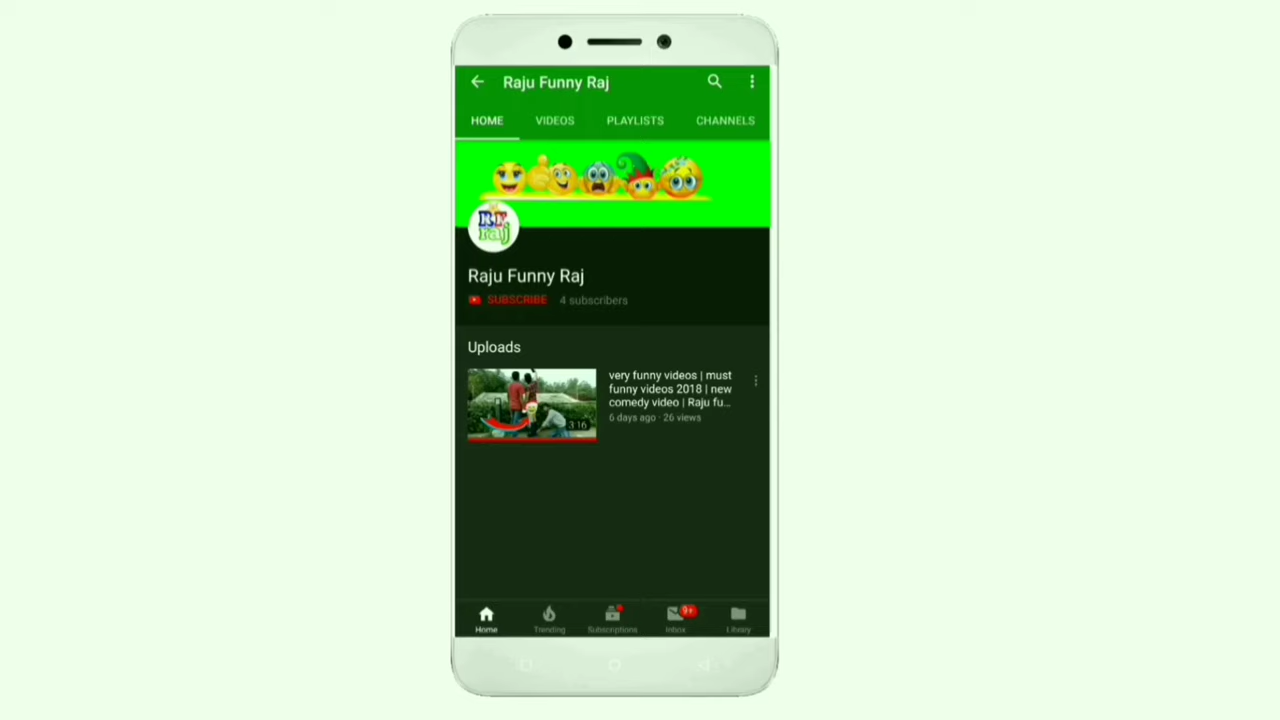 Raju Funny Raj
HOME VIDEOS PLAYLISTS CHANNELS
raj
Raju Funny Raj
SUBSCRIBE 4 subscribers
Uploads
very funny videos | must
funny videos 2018 | new
comedy video | Raju fu...
6 days ago · 26 views
3:16
9+
Home Trending Subscriptions Inbox Library